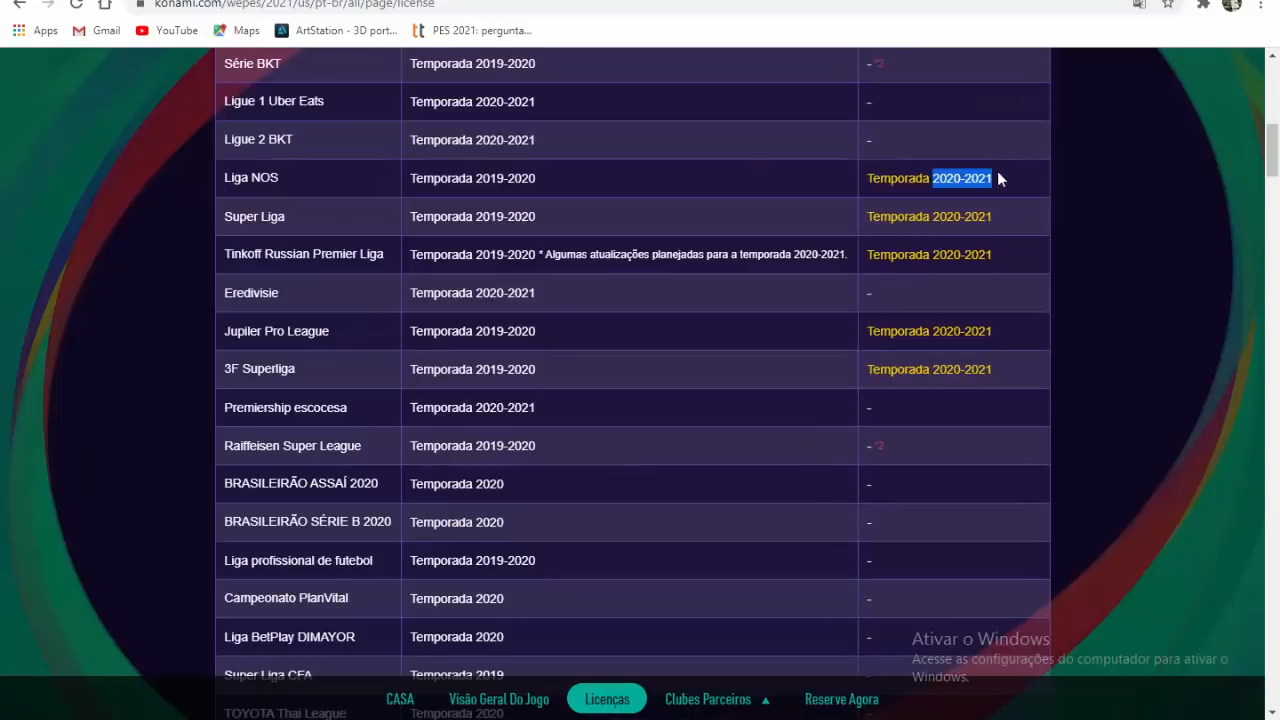 konami.com/wepes/2021/us/pt-br/all/page/license
Apps Gmail YouTube Maps ArtStation - 3D port... PES 2021: pergunta...
Série BKT Temporada 2019-2020 - *2
Ligue 1 Uber Eats Temporada 2020-2021 -
Ligue 2 BKT Temporada 2020-2021 -
Liga NOS Temporada 2019-2020 Temporada 2020-2021
Super Liga Temporada 2019-2020 Temporada 2020-2021
Tinkoff Russian Premier Liga Temporada 2019-2020 * Algumas atualizações planejadas para a temporada 2020-2021. Temporada 2020-2021
Eredivisie Temporada 2020-2021 -
Jupiler Pro League Temporada 2019-2020 Temporada 2020-2021
3F Superliga Temporada 2019-2020 Temporada 2020-2021
Premiership escocesa Temporada 2020-2021 -
Raiffeisen Super League Temporada 2019-2020 - *2
BRASILEIRÃO ASSAÍ 2020 Temporada 2020 -
BRASILEIRÃO SÉRIE B 2020 Temporada 2020 -
Liga profissional de futebol Temporada 2019-2020 -
Campeonato PlanVital Temporada 2020 -
Liga BetPlay DIMAYOR Temporada 2020 -
Super Liga CFA Temporada 2019
TOYOTA Thai League Temporada 2020
Ativar o Windows
Acesse as configurações do computador para ativar o
Windows.
CASA Visão Geral Do Jogo Licenças Clubes Parceiros ▲ Reserve Agora